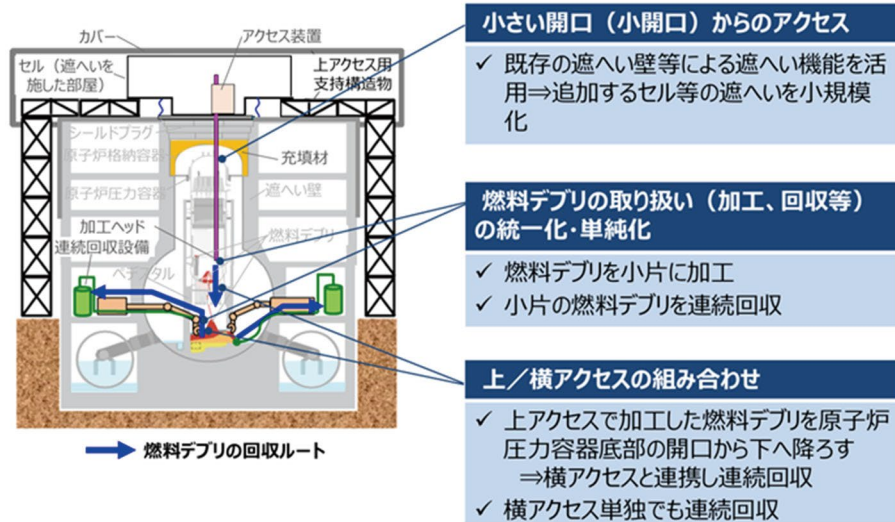 カバー
アクセス装置
セル（遮へいを
施した部屋）
上アクセス用
支持構造物
シールドプラグ
原子炉格納容器
充填材
原子炉圧力容器
遮へい壁
加工ヘッド
連続回収設備
燃料デブリ
ペデスタル
燃料デブリの回収ルート
小さい開口（小開口）からのアクセス
✓ 既存の遮へい壁等による遮へい機能を活
用⇒追加するセル等の遮へいを小規模
化
燃料デブリの取り扱い（加工、回収等）
の統一化・単純化
✓ 燃料デブリを小片に加工
✓ 小片の燃料デブリを連続回収
上／横アクセスの組み合わせ
✓ 上アクセスで加工した燃料デブリを原子炉
圧力容器底部の開口から下へ降ろす
⇒横アクセスと連携し連続回収
✓ 横アクセス単独でも連続回収